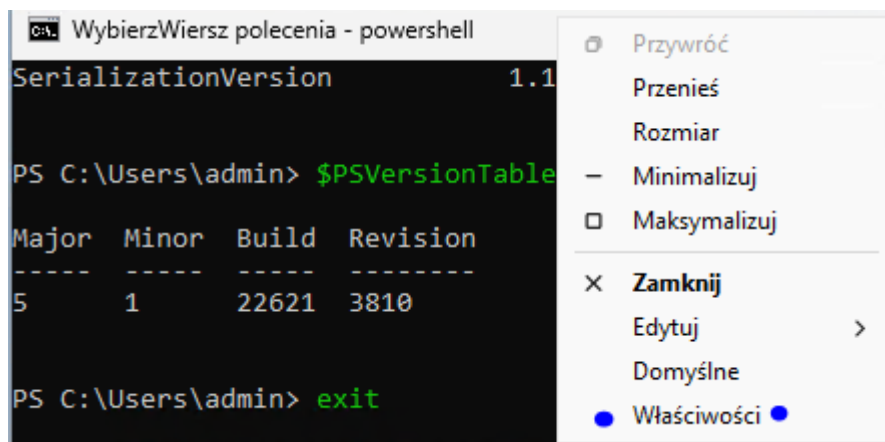 WybierzWiersz polecenia - powershell
SerializationVersion 1.1
PS C:\Users\admin> $PSVersionTable
Major Minor Build Revision
----- ----- ----- --------
5 1 22621 3810
PS C:\Users\admin> exit
Przywróć
Przenieś
Rozmiar
Minimalizuj
Maksymalizuj
Zamknij
Edytuj
Domyślne
Właściwości